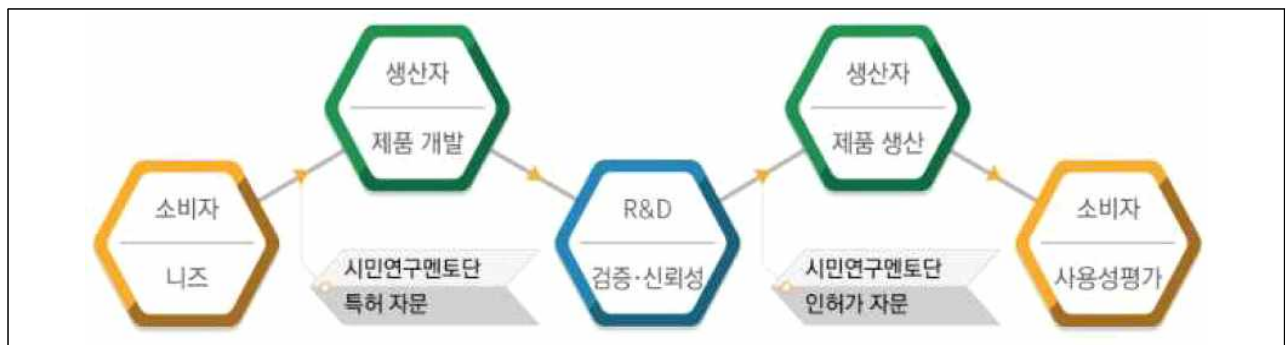 소비자
니즈
시민연구멘토단
특허 자문
생산자
제품 개발
R&D
검증·신뢰성
시민연구멘토단
인허가 자문
생산자
제품 생산
소비자
사용성평가